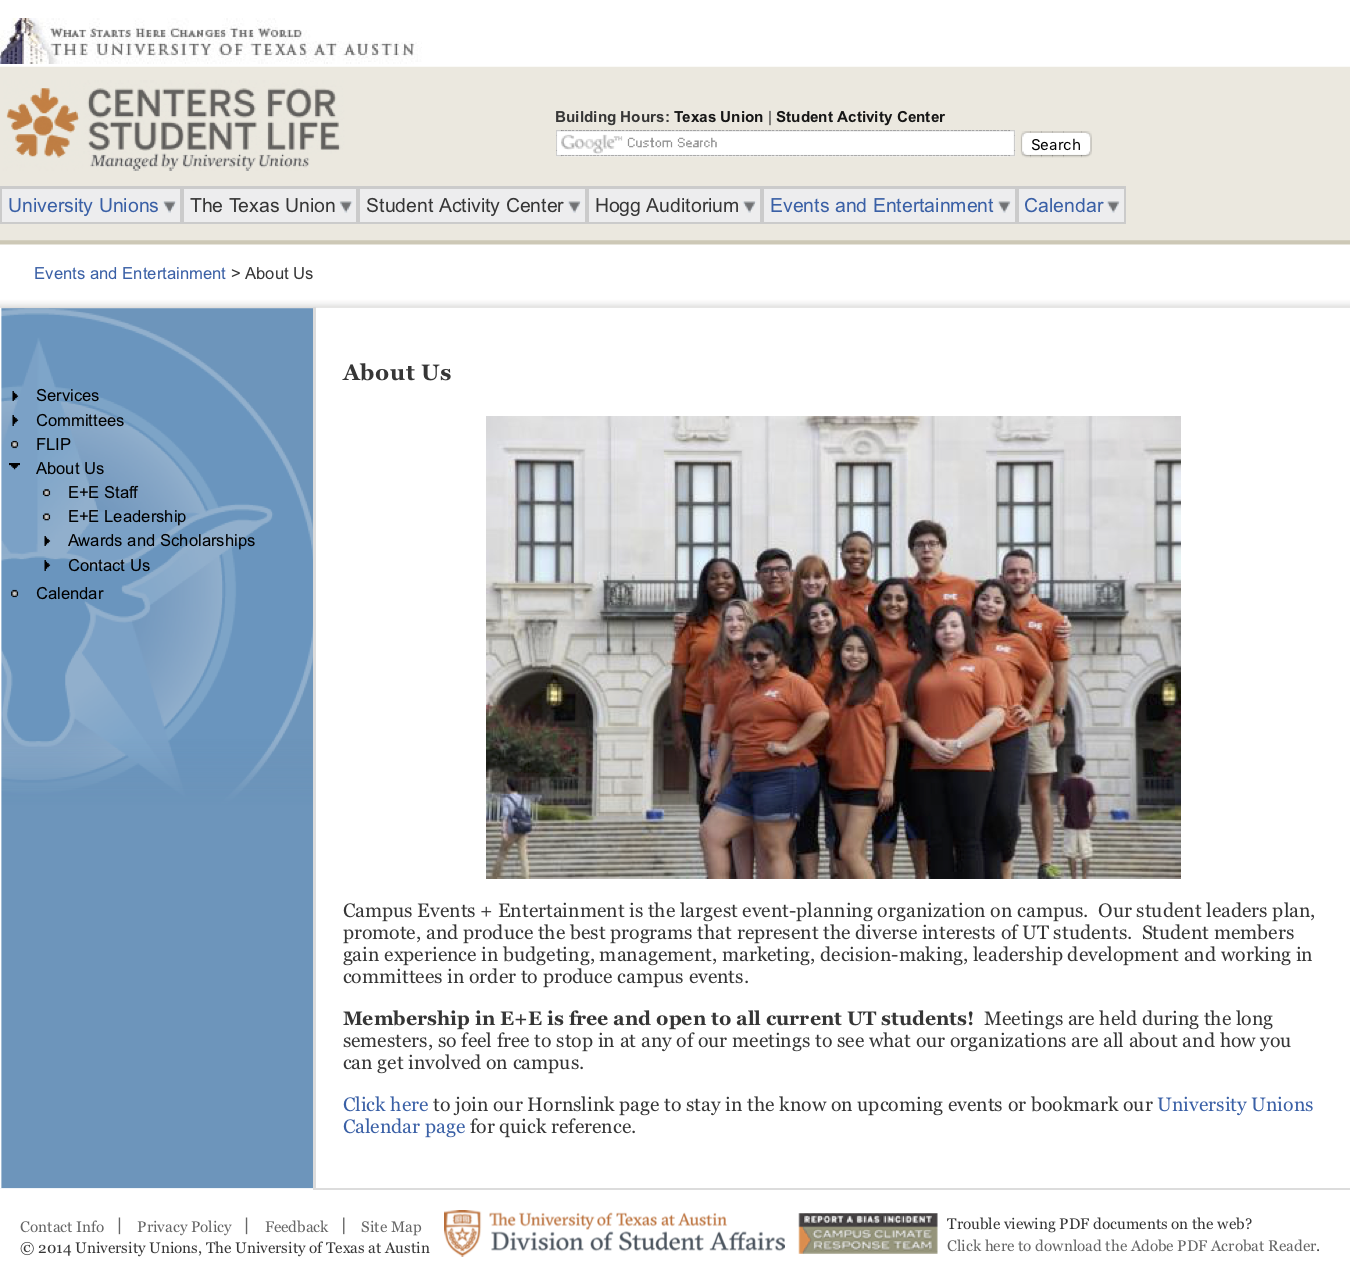 What Starts Here Changes The World
The University of Texas at Austin
CENTERS FOR
STUDENT LIFE
Managed by University Unions
Building Hours: Texas Union | Student Activity Center
Google™ Custom Search
Search
University Unions
The Texas Union
Student Activity Center
Hogg Auditorium
Events and Entertainment
Calendar
Events and Entertainment > About Us
Services
Committees
FLIP
About Us
E+E Staff
E+E Leadership
Awards and Scholarships
Contact Us
Calendar
About Us
Campus Events + Entertainment is the largest event-planning organization on campus. Our student leaders plan,
promote, and produce the best programs that represent the diverse interests of UT students. Student members
gain experience in budgeting, management, marketing, decision-making, leadership development and working in
committees in order to produce campus events.
Membership in E+E is free and open to all current UT students! Meetings are held during the long
semesters, so feel free to stop in at any of our meetings to see what our organizations are all about and how you
can get involved on campus.
Click here to join our Hornslink page to stay in the know on upcoming events or bookmark our University Unions
Calendar page for quick reference.
Contact Info | Privacy Policy | Feedback | Site Map
© 2014 University Unions, The University of Texas at Austin
The University of Texas at Austin
Division of Student Affairs
REPORT A BIAS INCIDENT
CAMPUS CLIMATE
RESPONSE TEAM
Trouble viewing PDF documents on the web?
Click here to download the Adobe PDF Acrobat Reader.